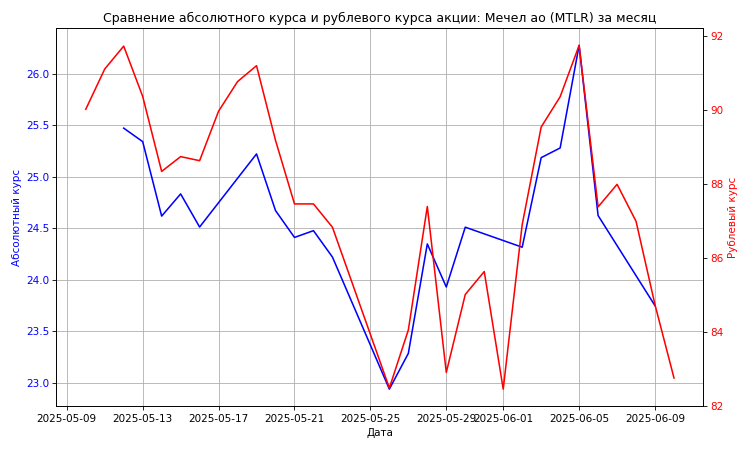 Сравнение абсолютного курса и рублевого курса акции: Мечел ао (MTLR) за месяц
Абсолютный курс
26.0
25.5
25.0
24.5
24.0
23.5
23.0
92
90
88
86
84
82
Рублевый курс
2025-05-09 2025-05-13 2025-05-17 2025-05-21 2025-05-25 2025-05-29 2025-06-01 2025-06-05 2025-06-09
Дата